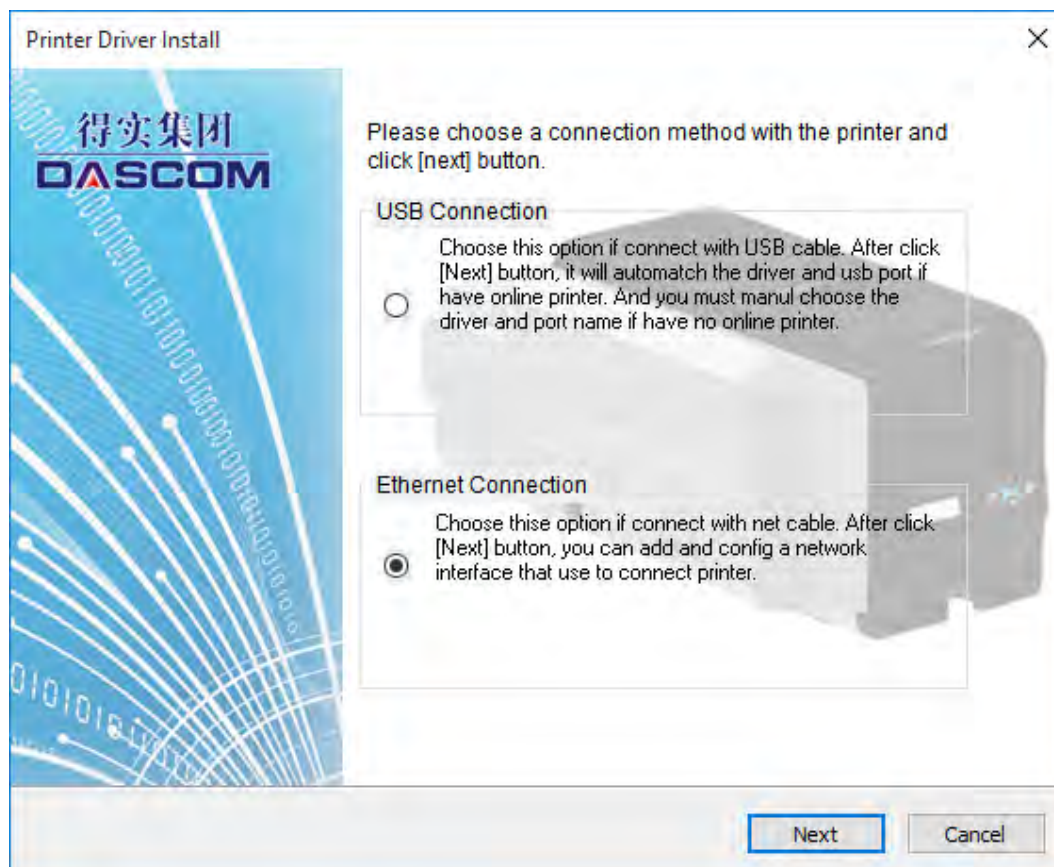 Printer Driver Install
得实集团
DASCOM
Please choose a connection method with the printer and
click [next] button.
USB Connection
Choose this option if connect with USB cable. After click
[Next] button, it will automatch the driver and usb port if
have online printer. And you must manul choose the
driver and port name if have no online printer.
Ethernet Connection
Choose thise option if connect with net cable. After click
[Next] button, you can add and config a network
interface that use to connect printer.
Next
Cancel